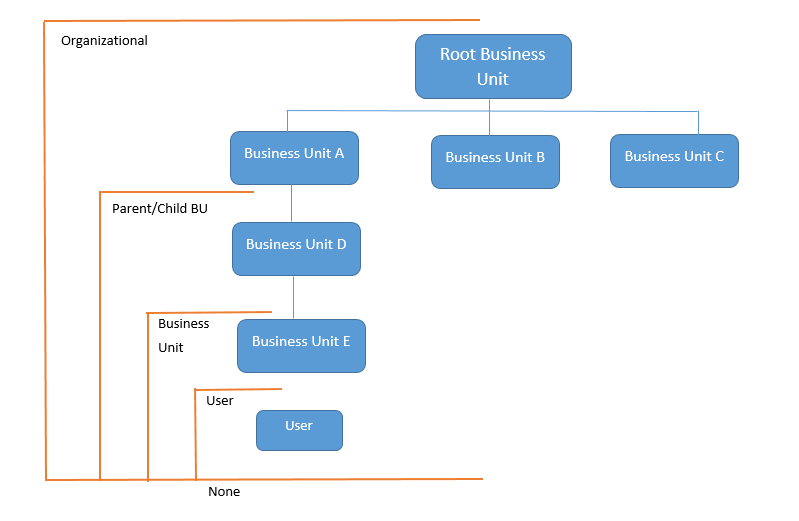 Organizational
Root Business
Unit
Business Unit A
Business Unit B
Business Unit C
Parent/Child BU
Business Unit D
Business
Unit
Business Unit E
User
User
None